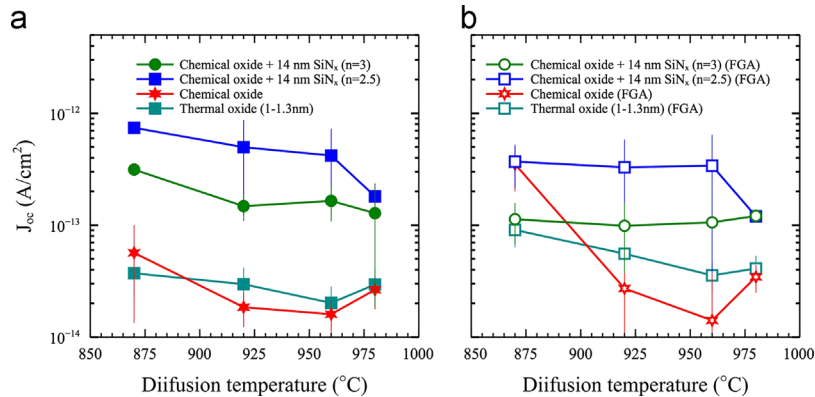 a
J_oc (A/cm²)
10⁻¹²
10⁻¹³
10⁻¹⁴
Chemical oxide + 14 nm SiNₓ (n=3)
Chemical oxide + 14 nm SiNₓ (n=2.5)
Chemical oxide
Thermal oxide (1-1.3nm)
850 875 900 925 950 975 1000
Diifusion temperature (°C)
b
Chemical oxide + 14 nm SiNₓ (n=3) (FGA)
Chemical oxide + 14 nm SiNₓ (n=2.5) (FGA)
Chemical oxide (FGA)
Thermal oxide (1-1.3nm) (FGA)
850 900 925 950 975 1000
Diifusion temperature (°C)